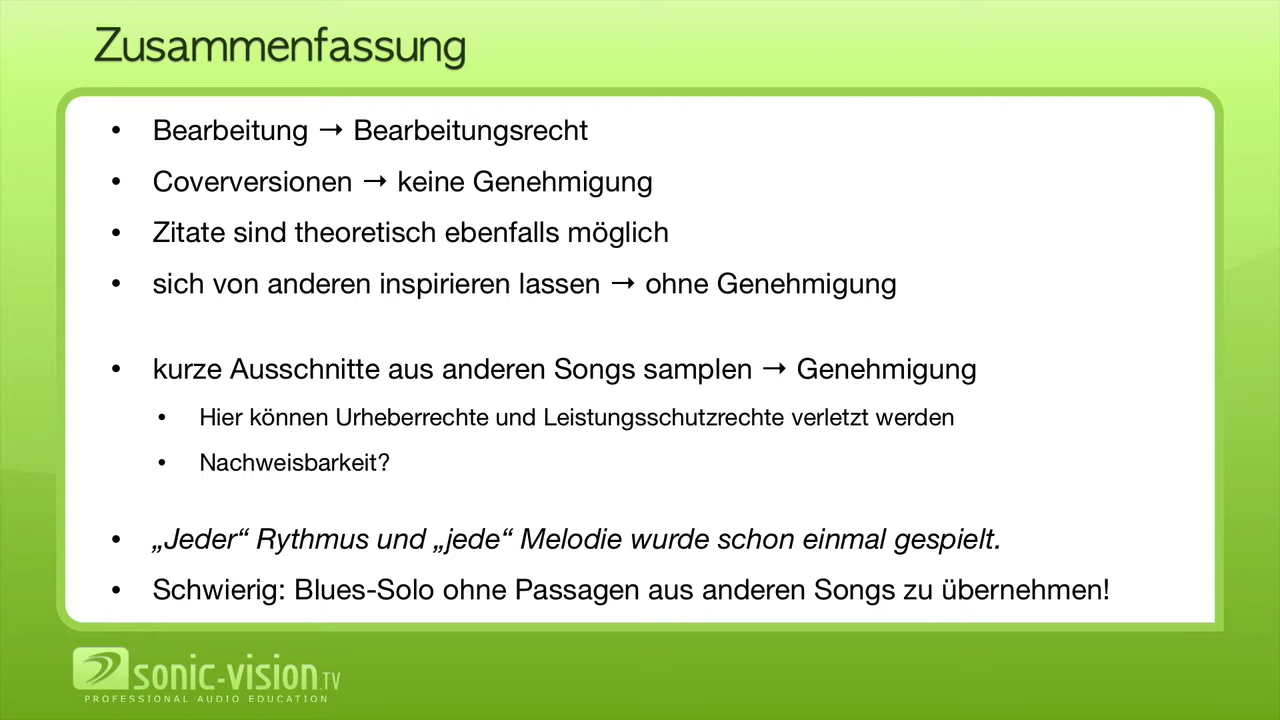 Zusammenfassung
• Bearbeitung → Bearbeitungsrecht
• Coverversionen → keine Genehmigung
• Zitate sind theoretisch ebenfalls möglich
• sich von anderen inspirieren lassen → ohne Genehmigung
• kurze Ausschnitte aus anderen Songs samplen → Genehmigung
• Hier können Urheberrechte und Leistungsschutzrechte verletzt werden
• Nachweisbarkeit?
• „Jeder“ Rythmus und „jede“ Melodie wurde schon einmal gespielt.
• Schwierig: Blues-Solo ohne Passagen aus anderen Songs zu übernehmen!
sonic-vision.TV
PROFESSIONAL AUDIO EDUCATION